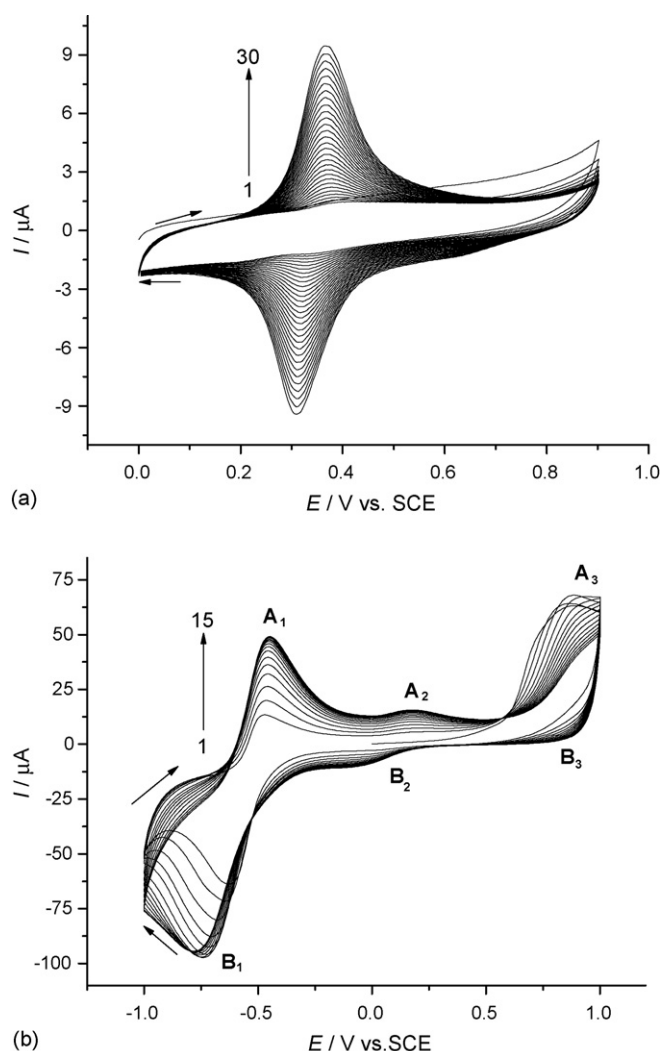 9
6
3
0
-3
-6
-9
30
1
I / µA
0.0 0.2 0.4 0.6 0.8 1.0
E / V vs. SCE
(a)
75
50
25
0
-25
-50
-75
-100
15
1
A1
A2
A3
B1
B2
B3
I / µA
-1.0 -0.5 0.0 0.5 1.0
E / V vs.SCE
(b)